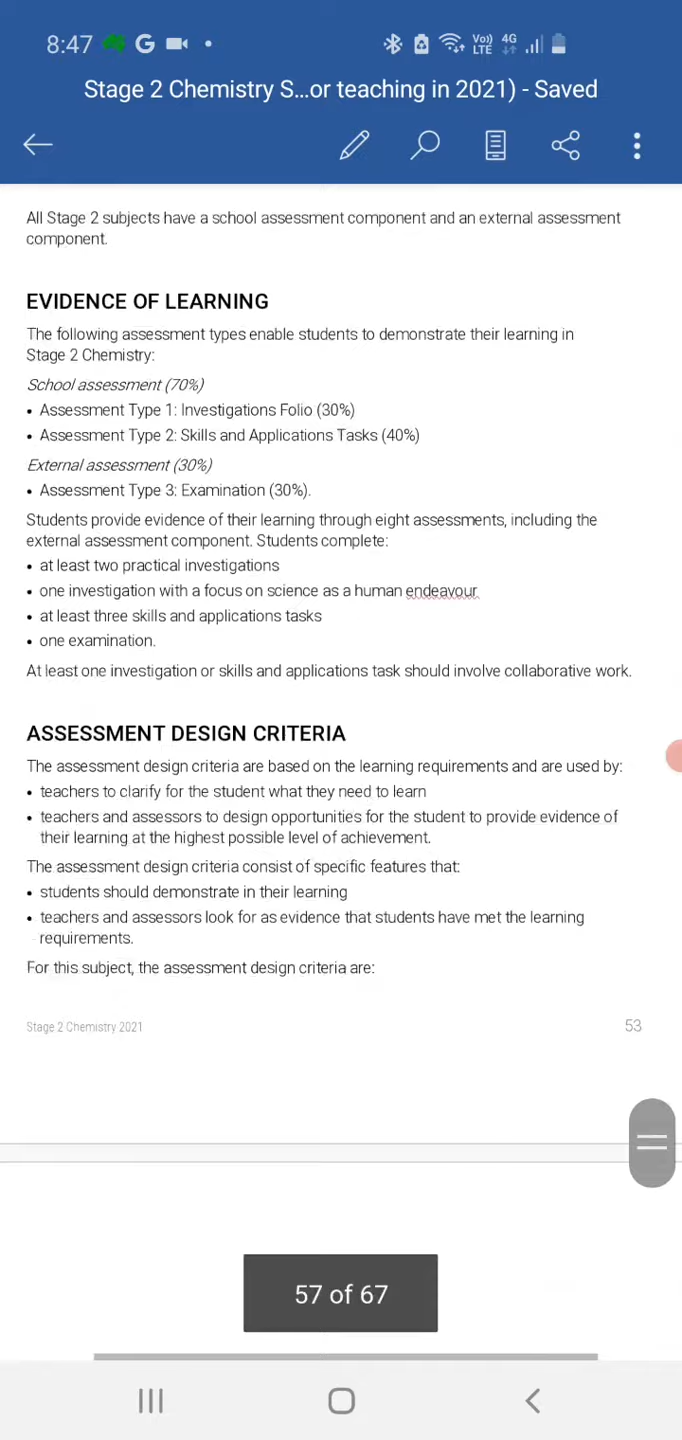 8:47 G
Vo)) LTE 4G
Stage 2 Chemistry S...or teaching in 2021) - Saved
All Stage 2 subjects have a school assessment component and an external assessment
component.
EVIDENCE OF LEARNING
The following assessment types enable students to demonstrate their learning in
Stage 2 Chemistry:
School assessment (70%)
• Assessment Type 1: Investigations Folio (30%)
• Assessment Type 2: Skills and Applications Tasks (40%)
External assessment (30%)
• Assessment Type 3: Examination (30%).
Students provide evidence of their learning through eight assessments, including the
external assessment component. Students complete:
• at least two practical investigations
• one investigation with a focus on science as a human endeavour
• at least three skills and applications tasks
• one examination.
At least one investigation or skills and applications task should involve collaborative work.
ASSESSMENT DESIGN CRITERIA
The assessment design criteria are based on the learning requirements and are used by:
• teachers to clarify for the student what they need to learn
• teachers and assessors to design opportunities for the student to provide evidence of
their learning at the highest possible level of achievement.
The assessment design criteria consist of specific features that:
• students should demonstrate in their learning
• teachers and assessors look for as evidence that students have met the learning
requirements.
For this subject, the assessment design criteria are:
Stage 2 Chemistry 2021 53
57 of 67